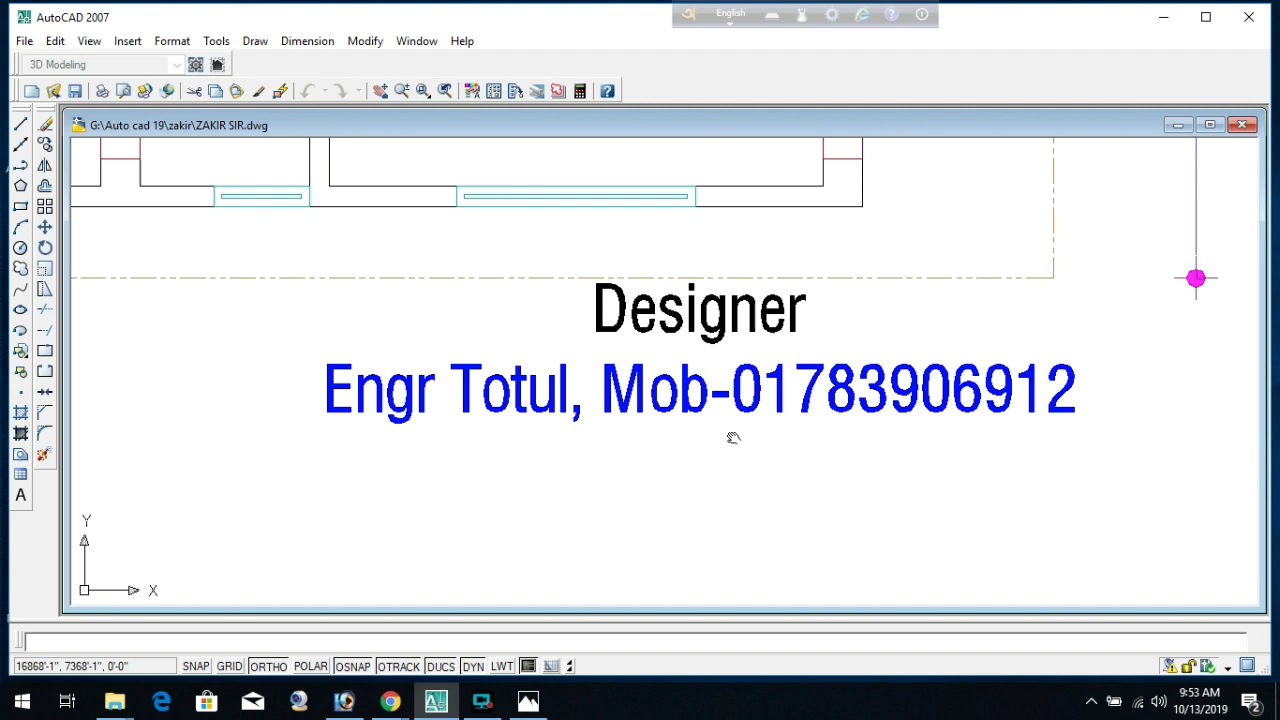 AutoCAD 2007
English
File Edit View Insert Format Tools Draw Dimension Modify Window Help
3D Modeling
G:\Auto cad 19\zakir\ZAKIR SIR.dwg
Designer
Engr Totul, Mob-01783906912
Y
X
A
16868'-1", 7368'-1", 0'-0" SNAP GRID ORTHO POLAR OSNAP OTRACK DUCS DYN LWT
9:53 AM
10/13/2019
2